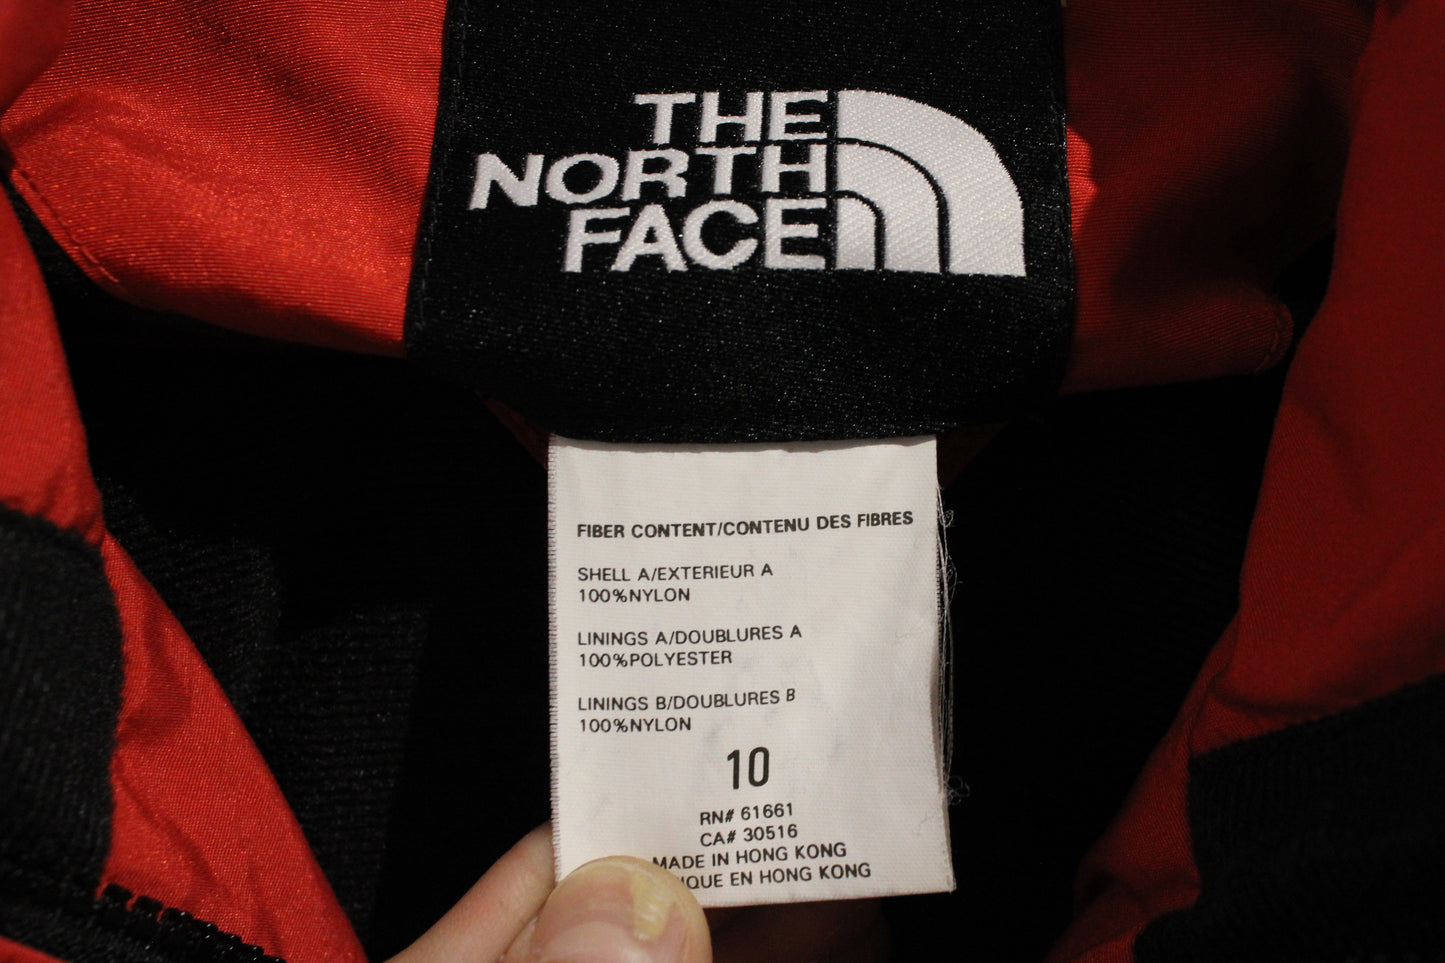 THE
NORTH
FACE
FIBER CONTENT/CONTENU DES FIBRES
SHELL A/EXTERIEUR A
100%NYLON
LININGS A/DOUBLURES A
100%POLYESTER
LININGS B/DOUBLURES B
100%NYLON
10
RN# 61661
CA# 30516
MADE IN HONG KONG
EN HONG KONG